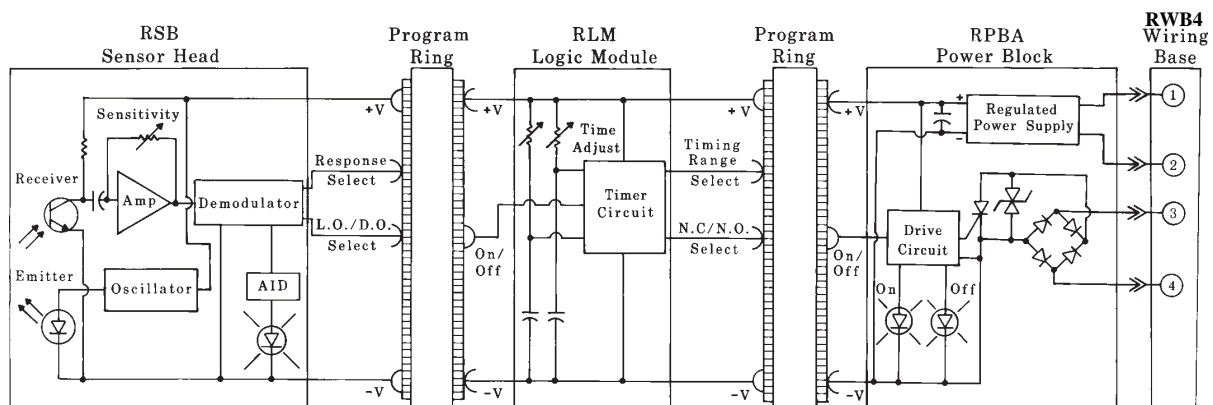 RSB
Sensor Head
Program
Ring
RLM
Logic Module
Program
Ring
RPBA
Power Block
RWB4
Wiring
Base
Sensitivity
Receiver
Amp
Demodulator
Emitter
Oscillator
AID
+V
Response
Select
L.O./D.O.
Select
-V
+V
On/
Off
-V
Time
Adjust
Timer
Circuit
+V
Timing
Range
Select
N.C/N.O.
Select
-V
+V
On/
Off
-V
+
-
Regulated
Power Supply
Drive
Circuit
On
Off
1
2
3
4